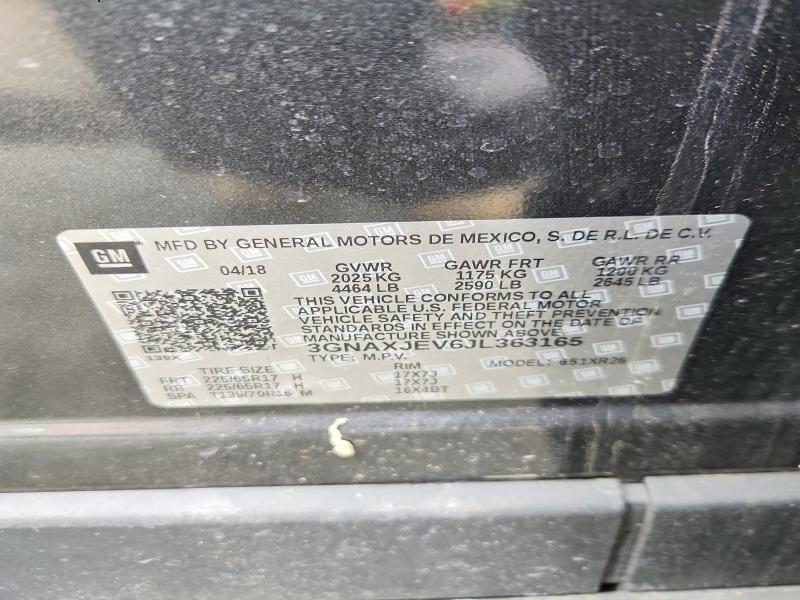 GM MFD BY GENERAL MOTORS DE MEXICO, S. DE R.L. DE C.V.
04/18 GVWR GAWR FRT GAWR RR
2025 KG 1175 KG 1200 KG
4464 LB 2590 LB 2645 LB
THIS VEHICLE CONFORMS TO ALL
APPLICABLE U.S. FEDERAL MOTOR
VEHICLE SAFETY AND THEFT PREVENTION
STANDARDS IN EFFECT ON THE DATE OF
MANUFACTURE SHOWN ABOVE
3GNAXJEV6JL363165
TYPE: M.P.V. MODEL: 651XR26
TIRE SIZE RIM
FRT 225/65R17 H 17X7J
RR 225/65R17 H 17X7J
SPA T135/70R16 M 16X4BT